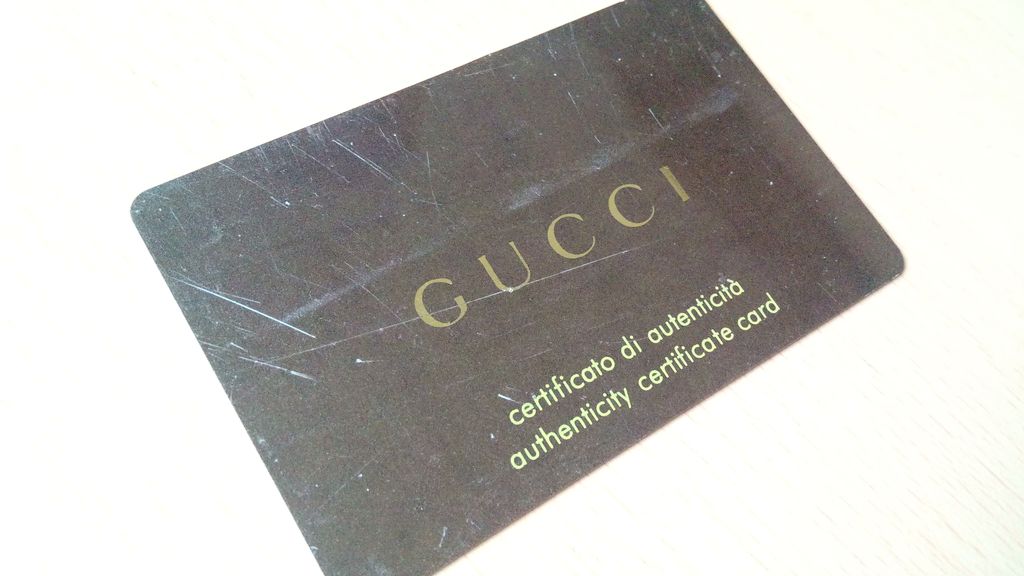 GUCCI
certificato di autenticità
authenticity certificate card